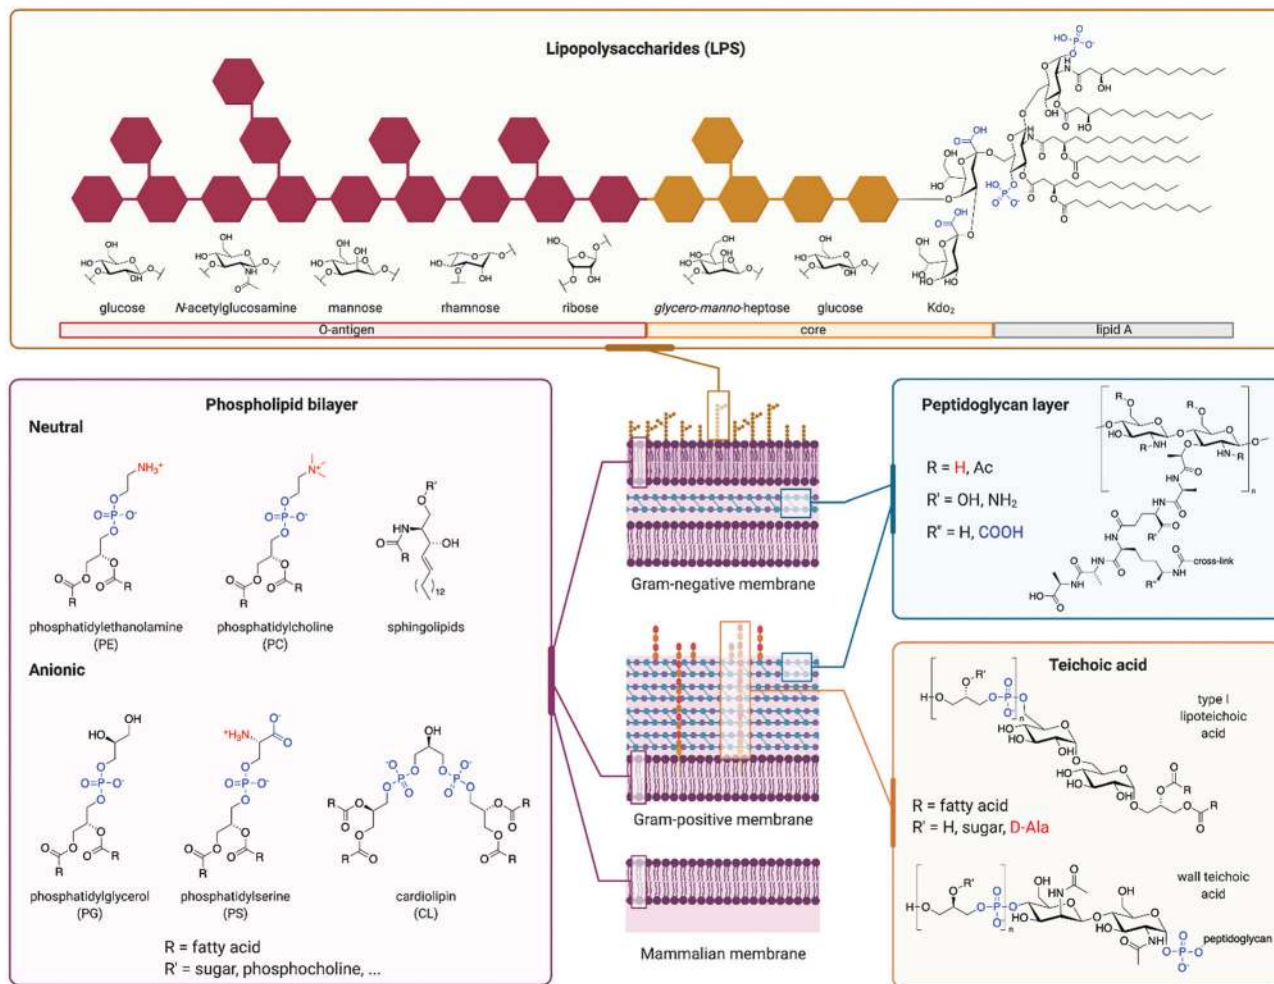 Lipopolysaccharides (LPS)
glucose
N-acetylglucosamine
mannose
rhamnose
ribose
glycero-manno-heptose
glucose
Kdo₂
O-antigen
core
lipid A
Phospholipid bilayer
Neutral
phosphatidylethanolamine
(PE)
phosphatidylcholine
(PC)
sphingolipids
Anionic
phosphatidylglycerol
(PG)
phosphatidylserine
(PS)
cardiolipin
(CL)
R = fatty acid
R' = sugar, phosphocholine, ...
Gram-negative membrane
Gram-positive membrane
Mammalian membrane
Peptidoglycan layer
R = H, Ac
R' = OH, NH₂
R" = H, COOH
cross-link
Teichoic acid
type I
lipoteichoic
acid
R = fatty acid
R' = H, sugar, D-Ala
wall teichoic
acid
peptidoglycan